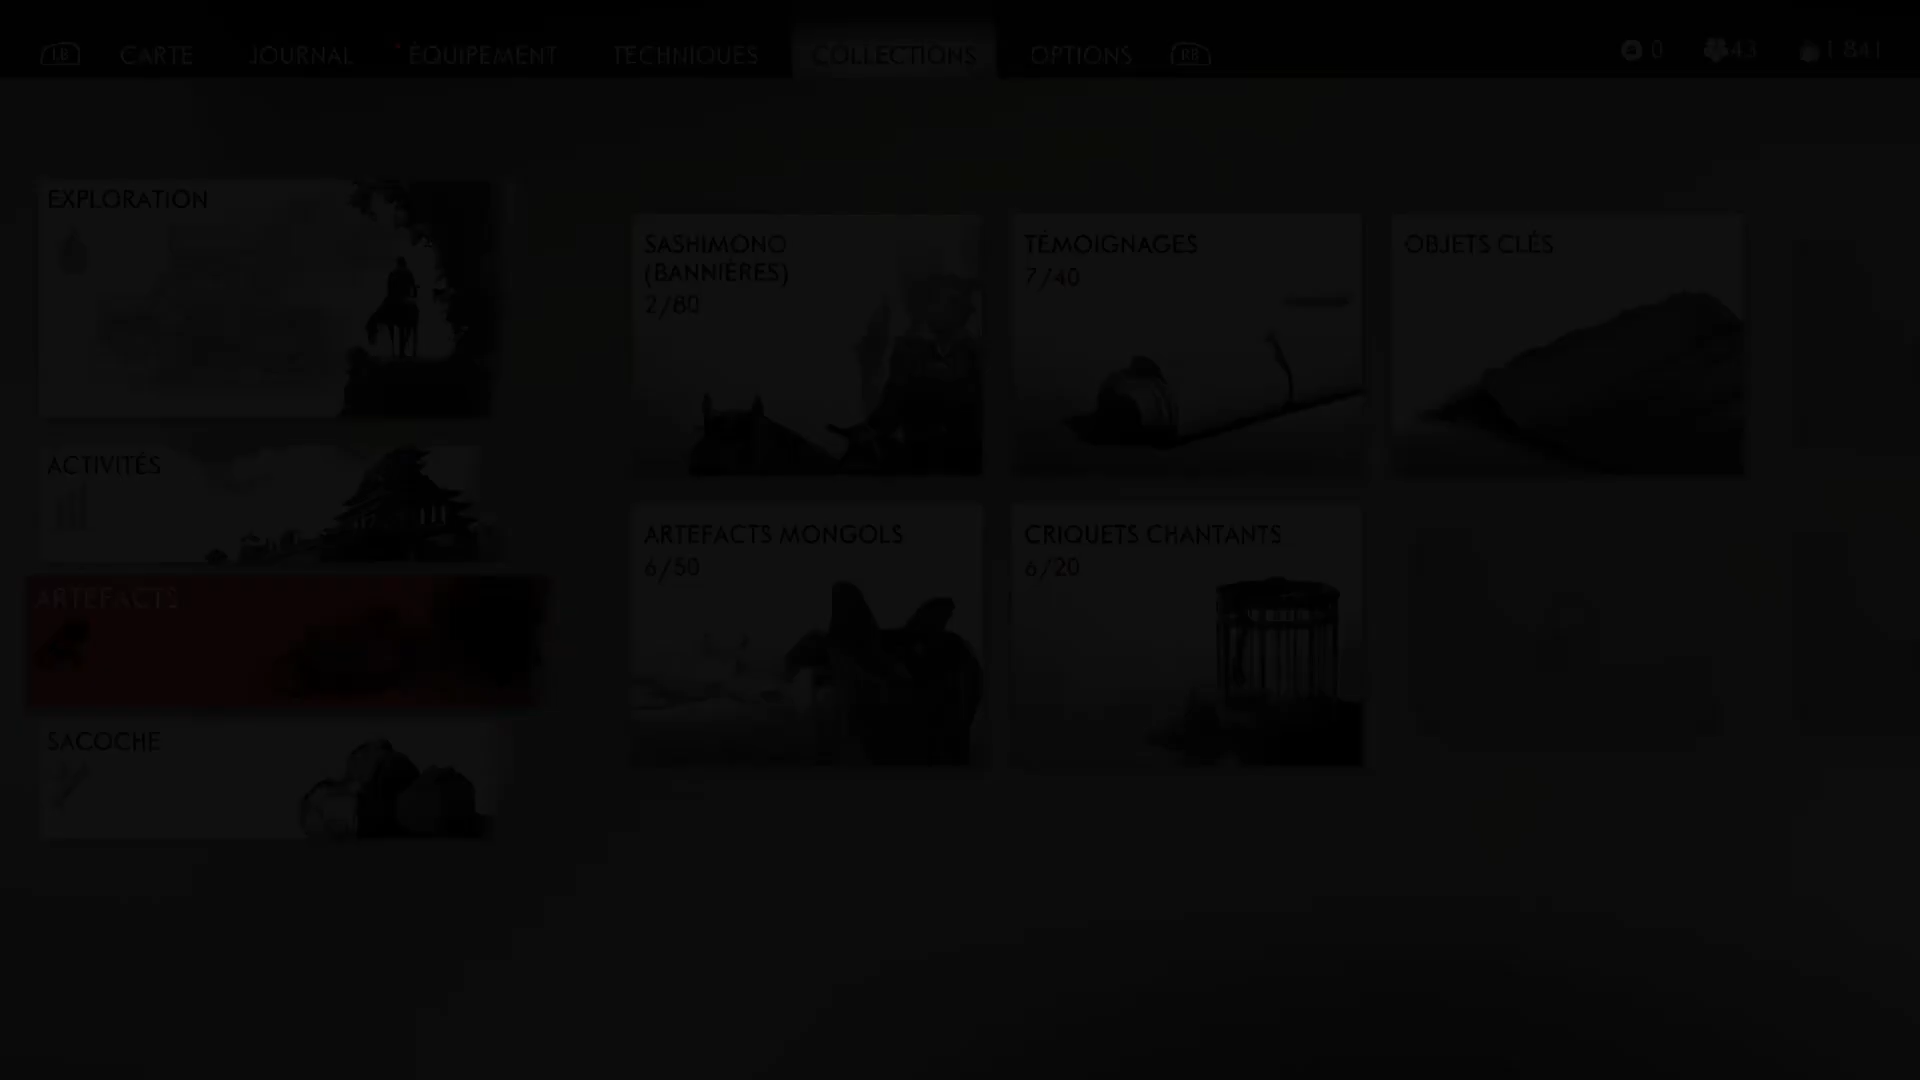 LB CARTE JOURNAL ÉQUIPEMENT TECHNIQUES COLLECTIONS OPTIONS RB 0 43 1 841
EXPLORATION
ACTIVITÉS
ARTEFACTS
SACOCHE
SASHIMONO
(BANNIÈRES)
2/80
TÉMOIGNAGES
7/40
OBJETS CLÉS
ARTEFACTS MONGOLS
6/50
CRIQUETS CHANTANTS
6/20